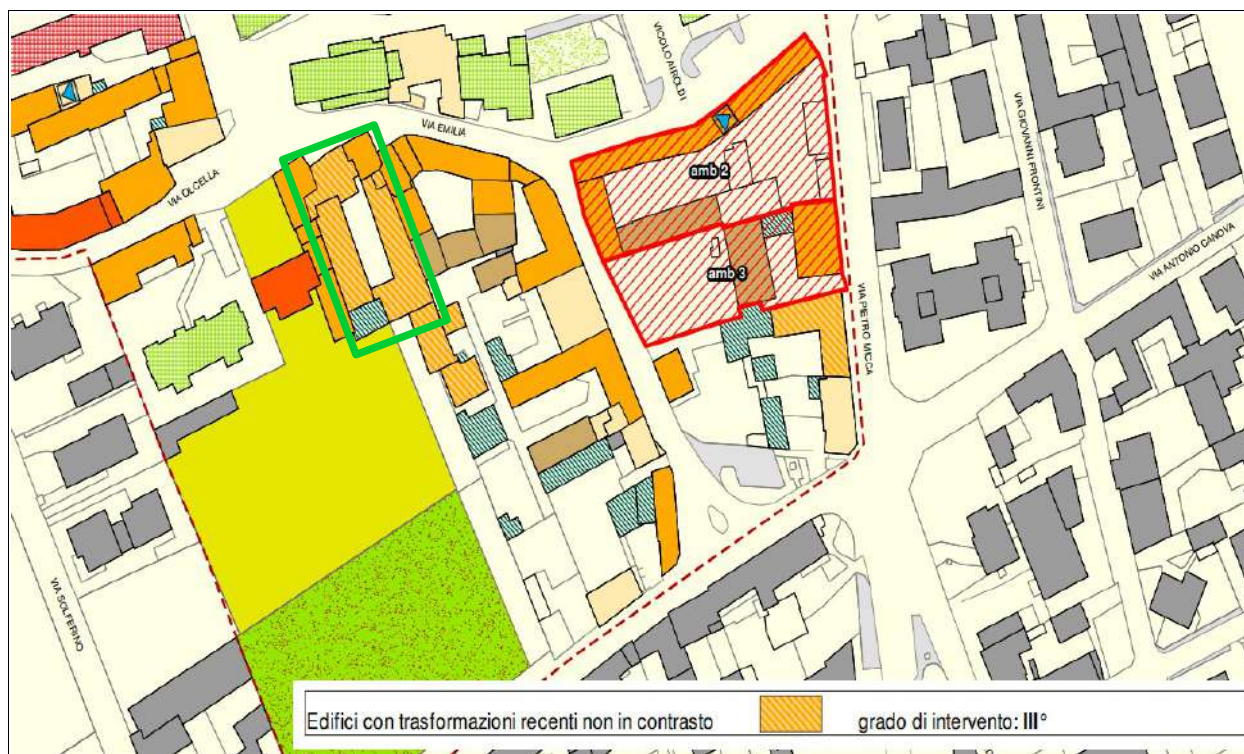 VICOLO AIROLDI
VIA EMILIA
VIA OLCELLA
VIA GIOVANNI FRONTINI
VIA ANTONIO CANOVA
amb 2
amb 3
VIA PIETRO MICCA
VIA SOLFERINO
Edifici con trasformazioni recenti non in contrasto grado di intervento: III°